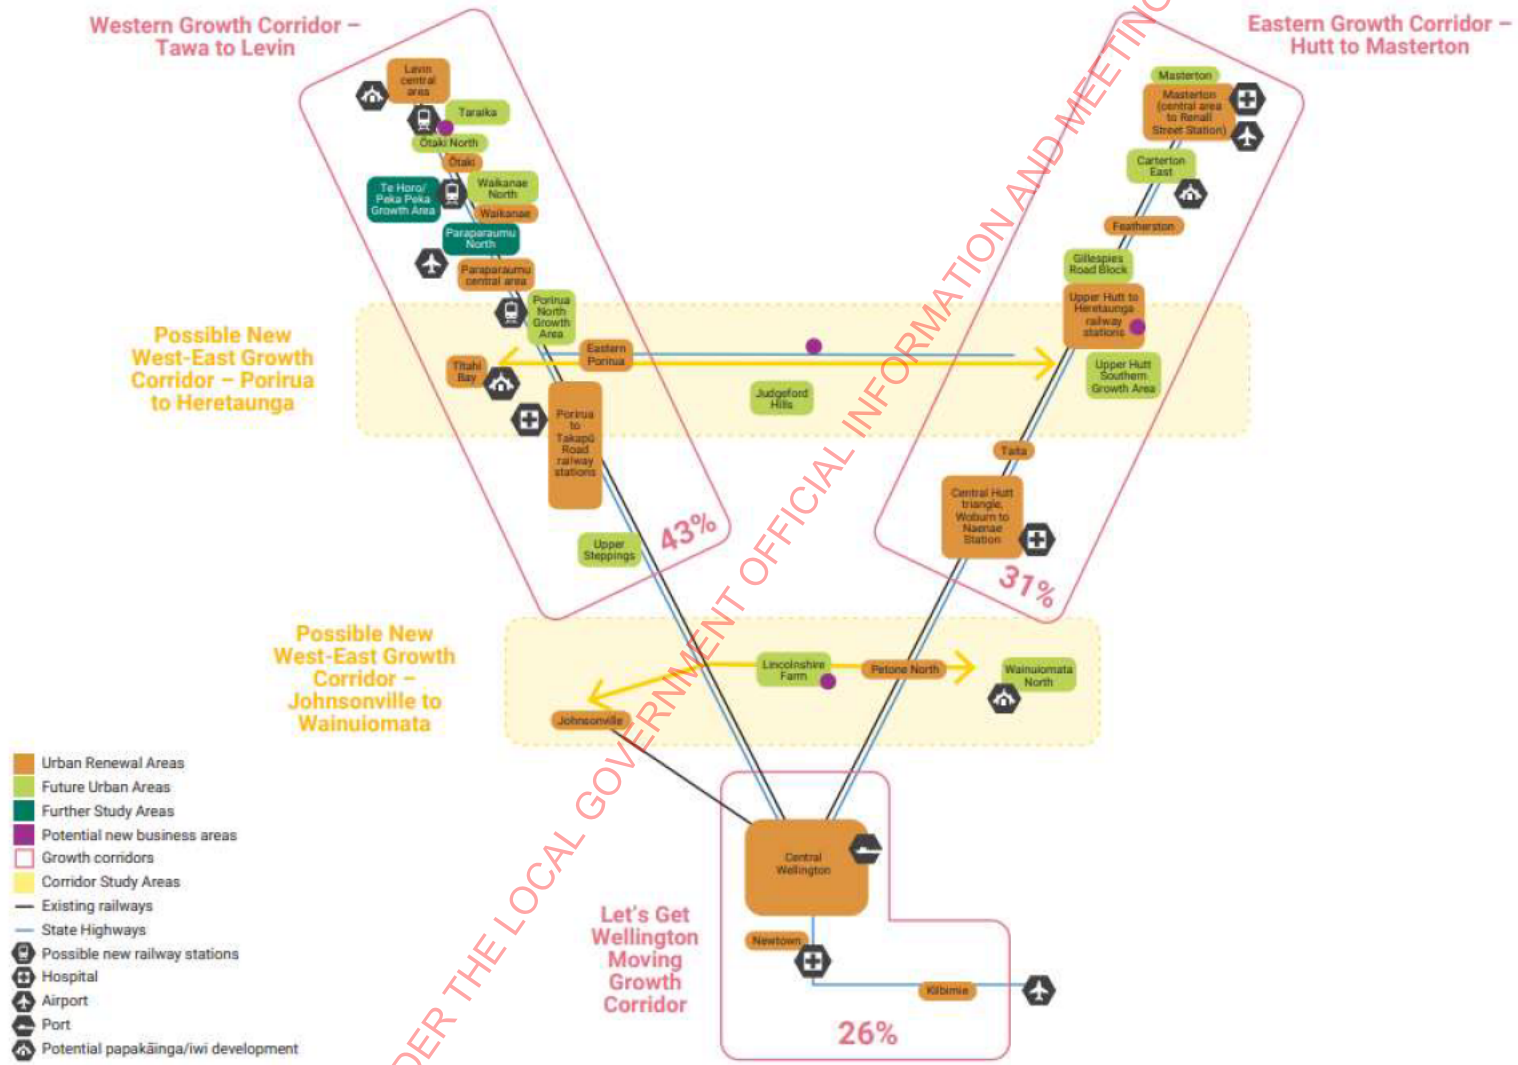 Western Growth Corridor –
Tawa to Levin
Eastern Growth Corridor –
Hutt to Masterton
Levin
central
area
Taraika
Ōtaki North
Ōtaki
Te Horo/
Peka Peka
Growth Area
Waikanae
North
Waikanae
Paraparaumu
North
Paraparaumu
central area
Porirua
North
Growth
Area
Masterton
Masterton
(central area
to Renall
Street Station)
Carterton
East
Featherston
Gillespies
Road Block
Upper Hutt to
Heretaunga
railway
stations
Possible New
West-East Growth
Corridor – Porirua
to Heretaunga
Titahi
Bay
Eastern
Porirua
Judgeford
Hills
Upper Hutt
Southern
Growth Area
Porirua
to
Takapū
Road
railway
stations
Taita
Central Hutt
triangle,
Woburn to
Naenae
Station
Upper
Steppings
43%
31%
Possible New
West-East Growth
Corridor –
Johnsonville to
Wainuiomata
Lincolnshire
Farm
Petone North
Wainuiomata
North
Johnsonville
Central
Wellington
Let's Get
Wellington
Moving
Growth
Corridor
Newtown
Kilbirnie
26%
Urban Renewal Areas
Future Urban Areas
Further Study Areas
Potential new business areas
Growth corridors
Corridor Study Areas
Existing railways
State Highways
Possible new railway stations
Hospital
Airport
Port
Potential papakāinga/iwi development
DER THE LOCAL GOVERNMENT OFFICIAL INFORMATION AND MEETING